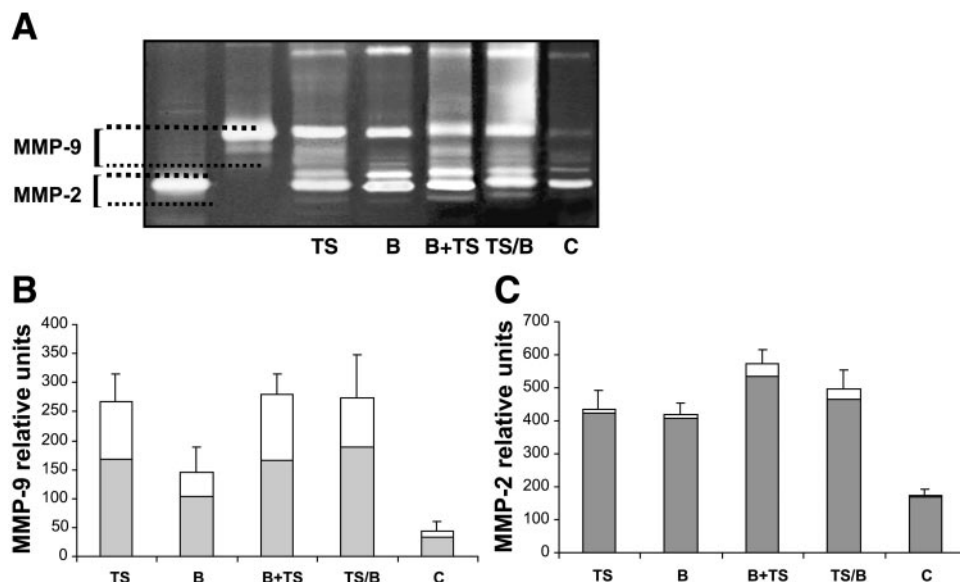 A
MMP-9
MMP-2
TS B B+TS TS/B C
B
MMP-9 relative units
400
350
300
250
200
150
100
50
0
TS B B+TS TS/B C
C
MMP-2 relative units
700
600
500
400
300
200
100
0
TS B B+TS TS/B C